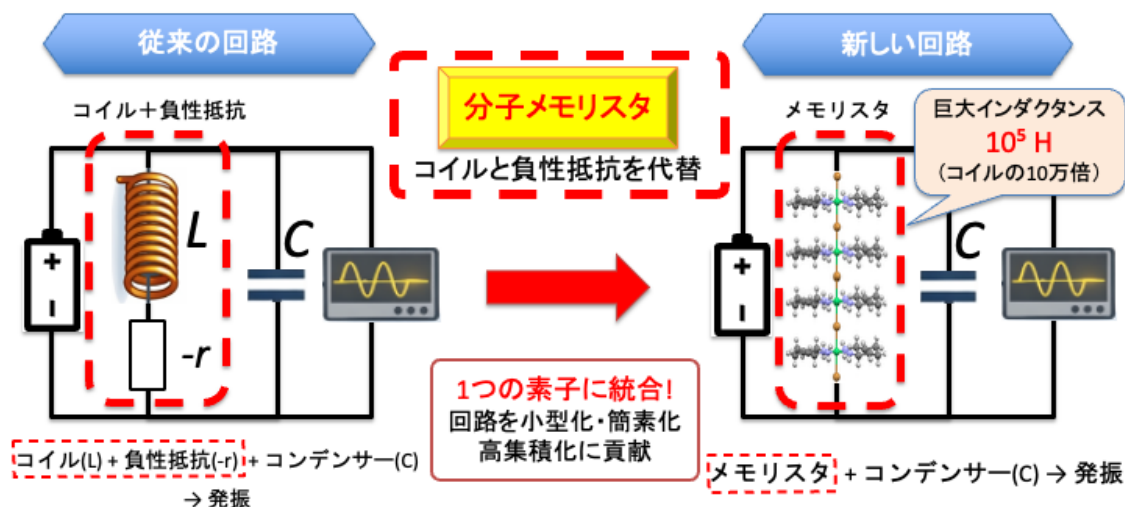 従来の回路
コイル＋負性抵抗
L
C
-r
+
コイル(L) + 負性抵抗(-r) + コンデンサー(C)
→ 発振
分子メモリスタ
コイルと負性抵抗を代替
1つの素子に統合!
回路を小型化・簡素化
高集積化に貢献
新しい回路
メモリスタ
巨大インダクタンス
10⁵ H
（コイルの10万倍）
C
+
メモリスタ + コンデンサー(C) → 発振